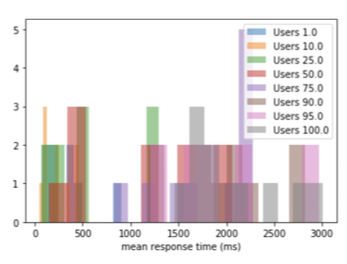 5
4
3
2
1
0
Users 1.0
Users 10.0
Users 25.0
Users 50.0
Users 75.0
Users 90.0
Users 95.0
Users 100.0
0 500 1000 1500 2000 2500 3000
mean response time (ms)